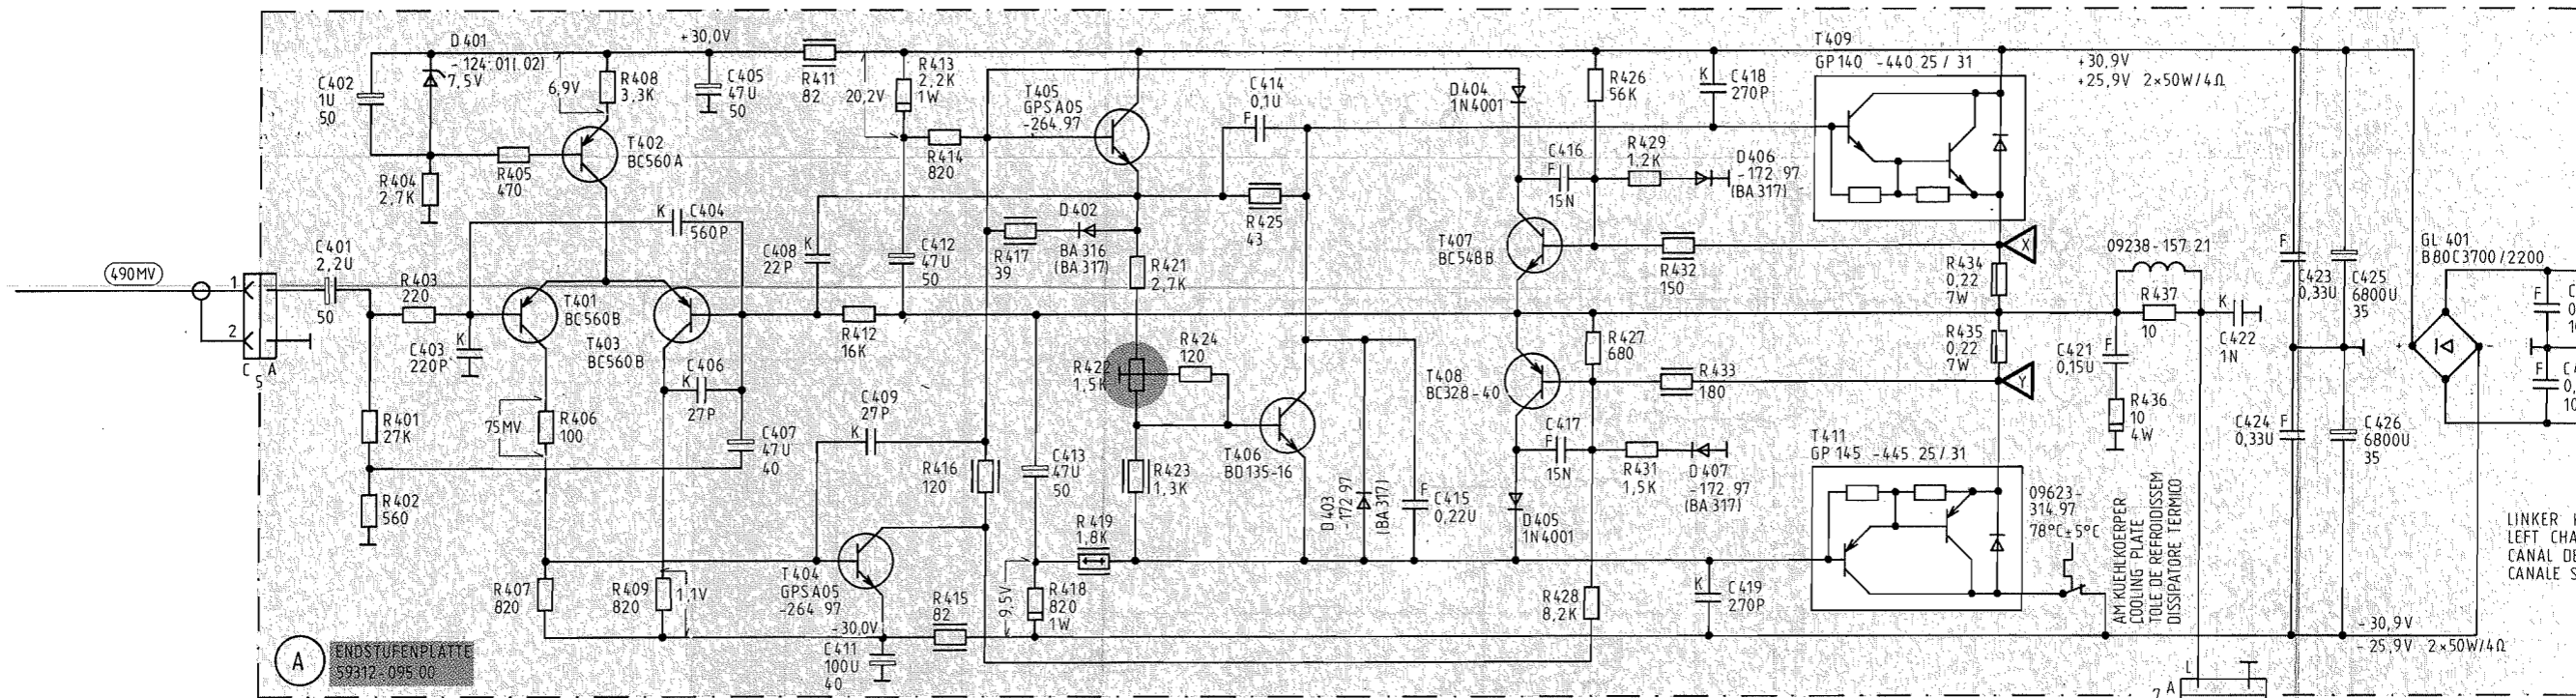 490MV
1
2
C
S
A
C401
2,2U
50
C402
1U
50
D401
-124.01(.02)
7,5V
6,9V
R408
3,3K
+30,0V
C405
47U
50
R411
82
20,2V
R413
2,2K
1W
T402
BC560A
R405
470
R404
2,7K
R414
820
T405
GPSA05
-264.97
K
C404
560P
R403
220
T401
BC560B
T403
BC560B
C403
K
220P
C406
K
27P
R406
100
75MV
R401
27K
R402
560
C407
47U
40
K
C408
22P
R412
16K
C412
47U
50
R417
39
D402
BA316
(BA317)
R421
2,7K
C409
K
27P
R416
120
C413
47U
50
R422
1,5K
R424
120
R423
1,3K
T406
BD135-16
R419
1,8K
R418
820
1W
9,5V
R407
820
R409
820
1,1V
T404
GPSA05
-264.97
-30,0V
R415
82
C411
100U
40
A
ENDSTUFENPLATTE
59312-095.00
C414
0,1U
F
R425
43
D403
-172.97
(BA317)
F
C415
0,22U
D404
1N4001
R426
56K
K
C418
270P
C416
F
15N
R429
1,2K
D406
-172.97
(BA317)
T407
BC548B
R432
150
R427
680
T408
BC328-40
R433
180
C417
F
15N
R431
1,5K
D407
-172.97
(BA317)
D405
1N4001
R428
8,2K
K
C419
270P
T409
GP140 -440.25/31
+30,9V
+25,9V 2×50W/4Ω
X
R434
0,22
7W
R435
0,22
7W
Y
T411
GP145 -445.25/31
09623-
314.97
78°C±5°C
09238-157.21
R437
10
K
C422
1N
C421
F
0,15U
R436
10
4W
AM KUEHLKOERPER
COOLING PLATE
TOLE DE REFROIDISSEM
DISSIPATORE TERMICO
F
C423
0,33U
C425
6800U
35
C424
F
0,33U
C426
6800U
35
GL 401
B80C3700/2200
+
-
F
F
LINKER
LEFT CHA
CANAL
CANALE S
-30,9V
-25,9V 2×50W/4Ω
L
7
A